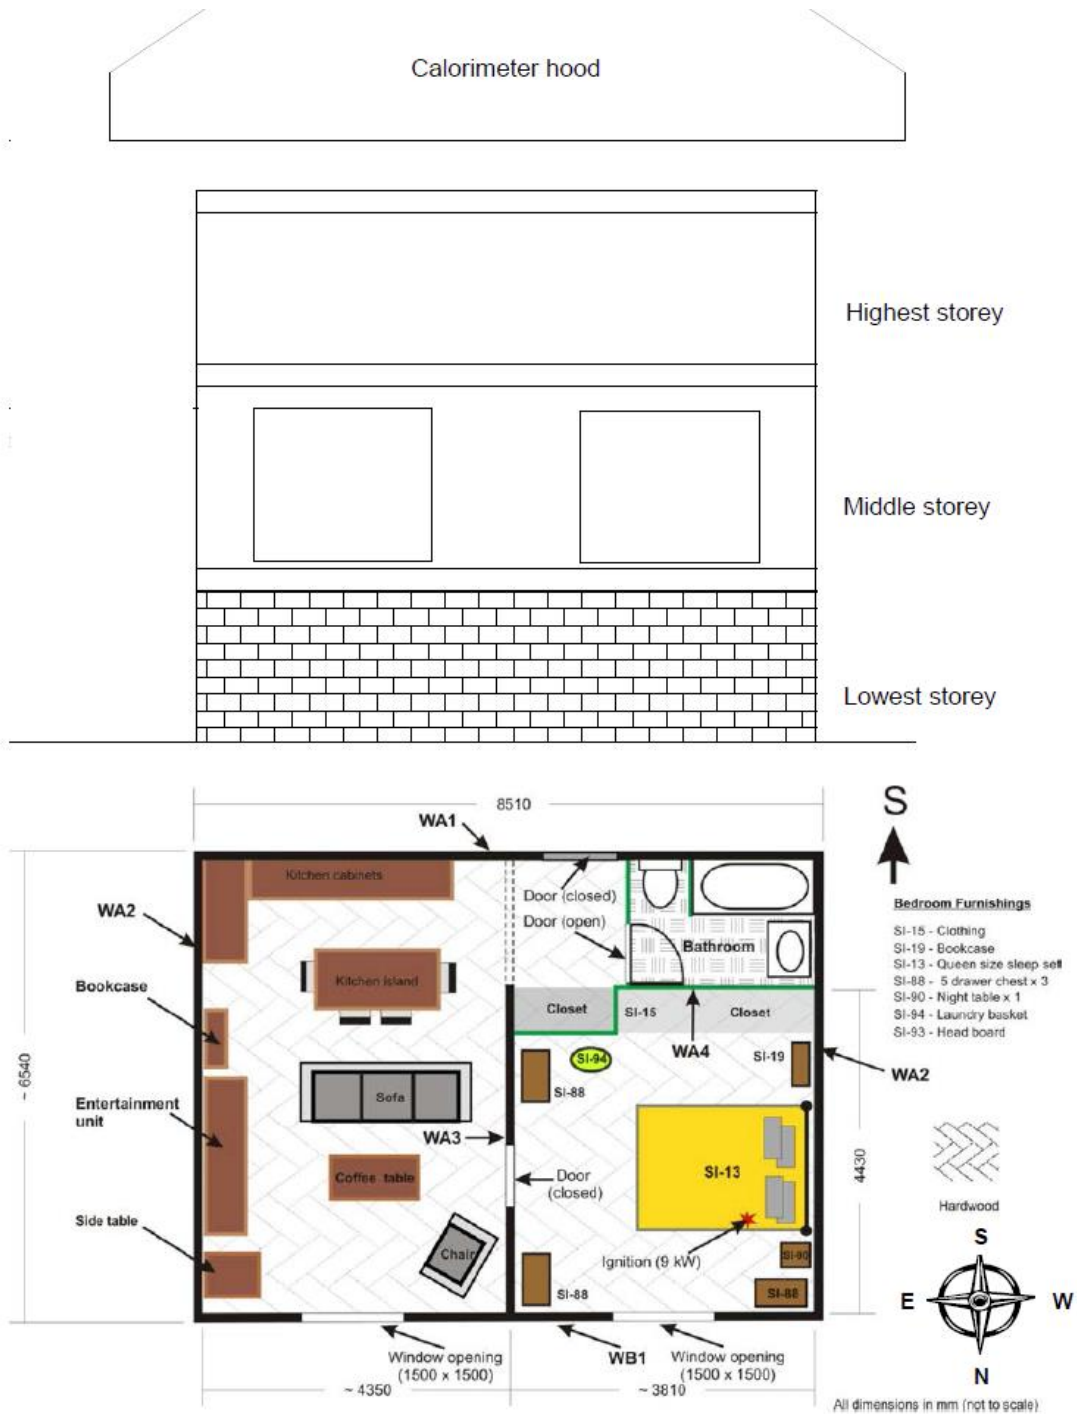 Calorimeter hood
Highest storey
Middle storey
Lowest storey
8510
S
WA1
Kitchen cabinets
Door (closed)
Door (open)
WA2
Bathroom
Bedroom Furnishings
SI-15 - Clothing
SI-19 - Bookcase
SI-13 - Queen size sleep set
SI-88 - 5 drawer chest x 3
SI-90 - Night table x 1
SI-94 - Laundry basket
SI-93 - Head board
Bookcase
Kitchen island
Closet
SI-15
Closet
WA4
SI-94
SI-19
WA2
~ 6540
SI-88
Sofa
Entertainment
unit
WA3
Coffee table
Door
(closed)
SI-13
4430
Hardwood
Side table
Chair
Ignition (9 kW)
SI-90
SI-88
SI-88
S
E
W
N
Window opening
(1500 x 1500)
WB1
Window opening
(1500 x 1500)
~ 4350
~ 3810
All dimensions in mm (not to scale)